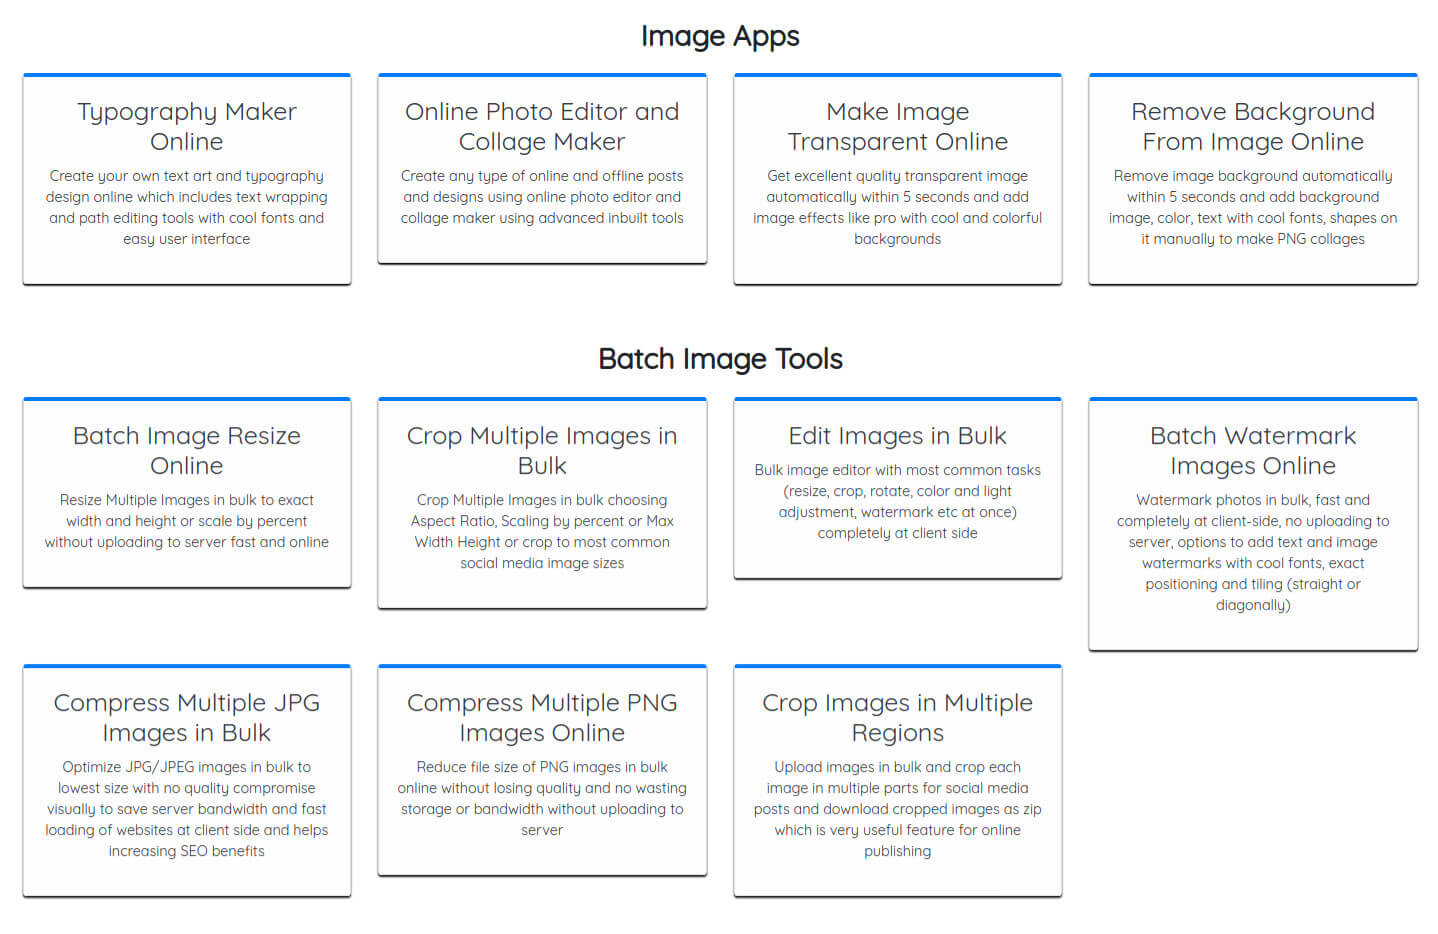 Image Apps
Typography Maker
Online
Create your own text art and typography
design online which includes text wrapping
and path editing tools with cool fonts and
easy user interface
Online Photo Editor and
Collage Maker
Create any type of online and offline posts
and designs using online photo editor and
collage maker using advanced inbuilt tools
Make Image
Transparent Online
Get excellent quality transparent image
automatically within 5 seconds and add
image effects like pro with cool and colorful
backgrounds
Remove Background
From Image Online
Remove image background automatically
within 5 seconds and add background
image, color, text with cool fonts, shapes on
it manually to make PNG collages
Batch Image Tools
Batch Image Resize
Online
Resize Multiple Images in bulk to exact
width and height or scale by percent
without uploading to server fast and online
Crop Multiple Images in
Bulk
Crop Multiple Images in bulk choosing
Aspect Ratio, Scaling by percent or Max
Width Height or crop to most common
social media image sizes
Edit Images in Bulk
Bulk image editor with most common tasks
(resize, crop, rotate, color and light
adjustment, watermark etc at once)
completely at client side
Batch Watermark
Images Online
Watermark photos in bulk, fast and
completely at client-side, no uploading to
server, options to add text and image
watermarks with cool fonts, exact
positioning and tiling (straight or
diagonally)
Compress Multiple JPG
Images in Bulk
Optimize JPG/JPEG images in bulk to
lowest size with no quality compromise
visually to save server bandwidth and fast
loading of websites at client side and helps
increasing SEO benefits
Compress Multiple PNG
Images Online
Reduce file size of PNG images in bulk
online without losing quality and no wasting
storage or bandwidth without uploading to
server
Crop Images in Multiple
Regions
Upload images in bulk and crop each
image in multiple parts for social media
posts and download cropped images as zip
which is very useful feature for online
publishing